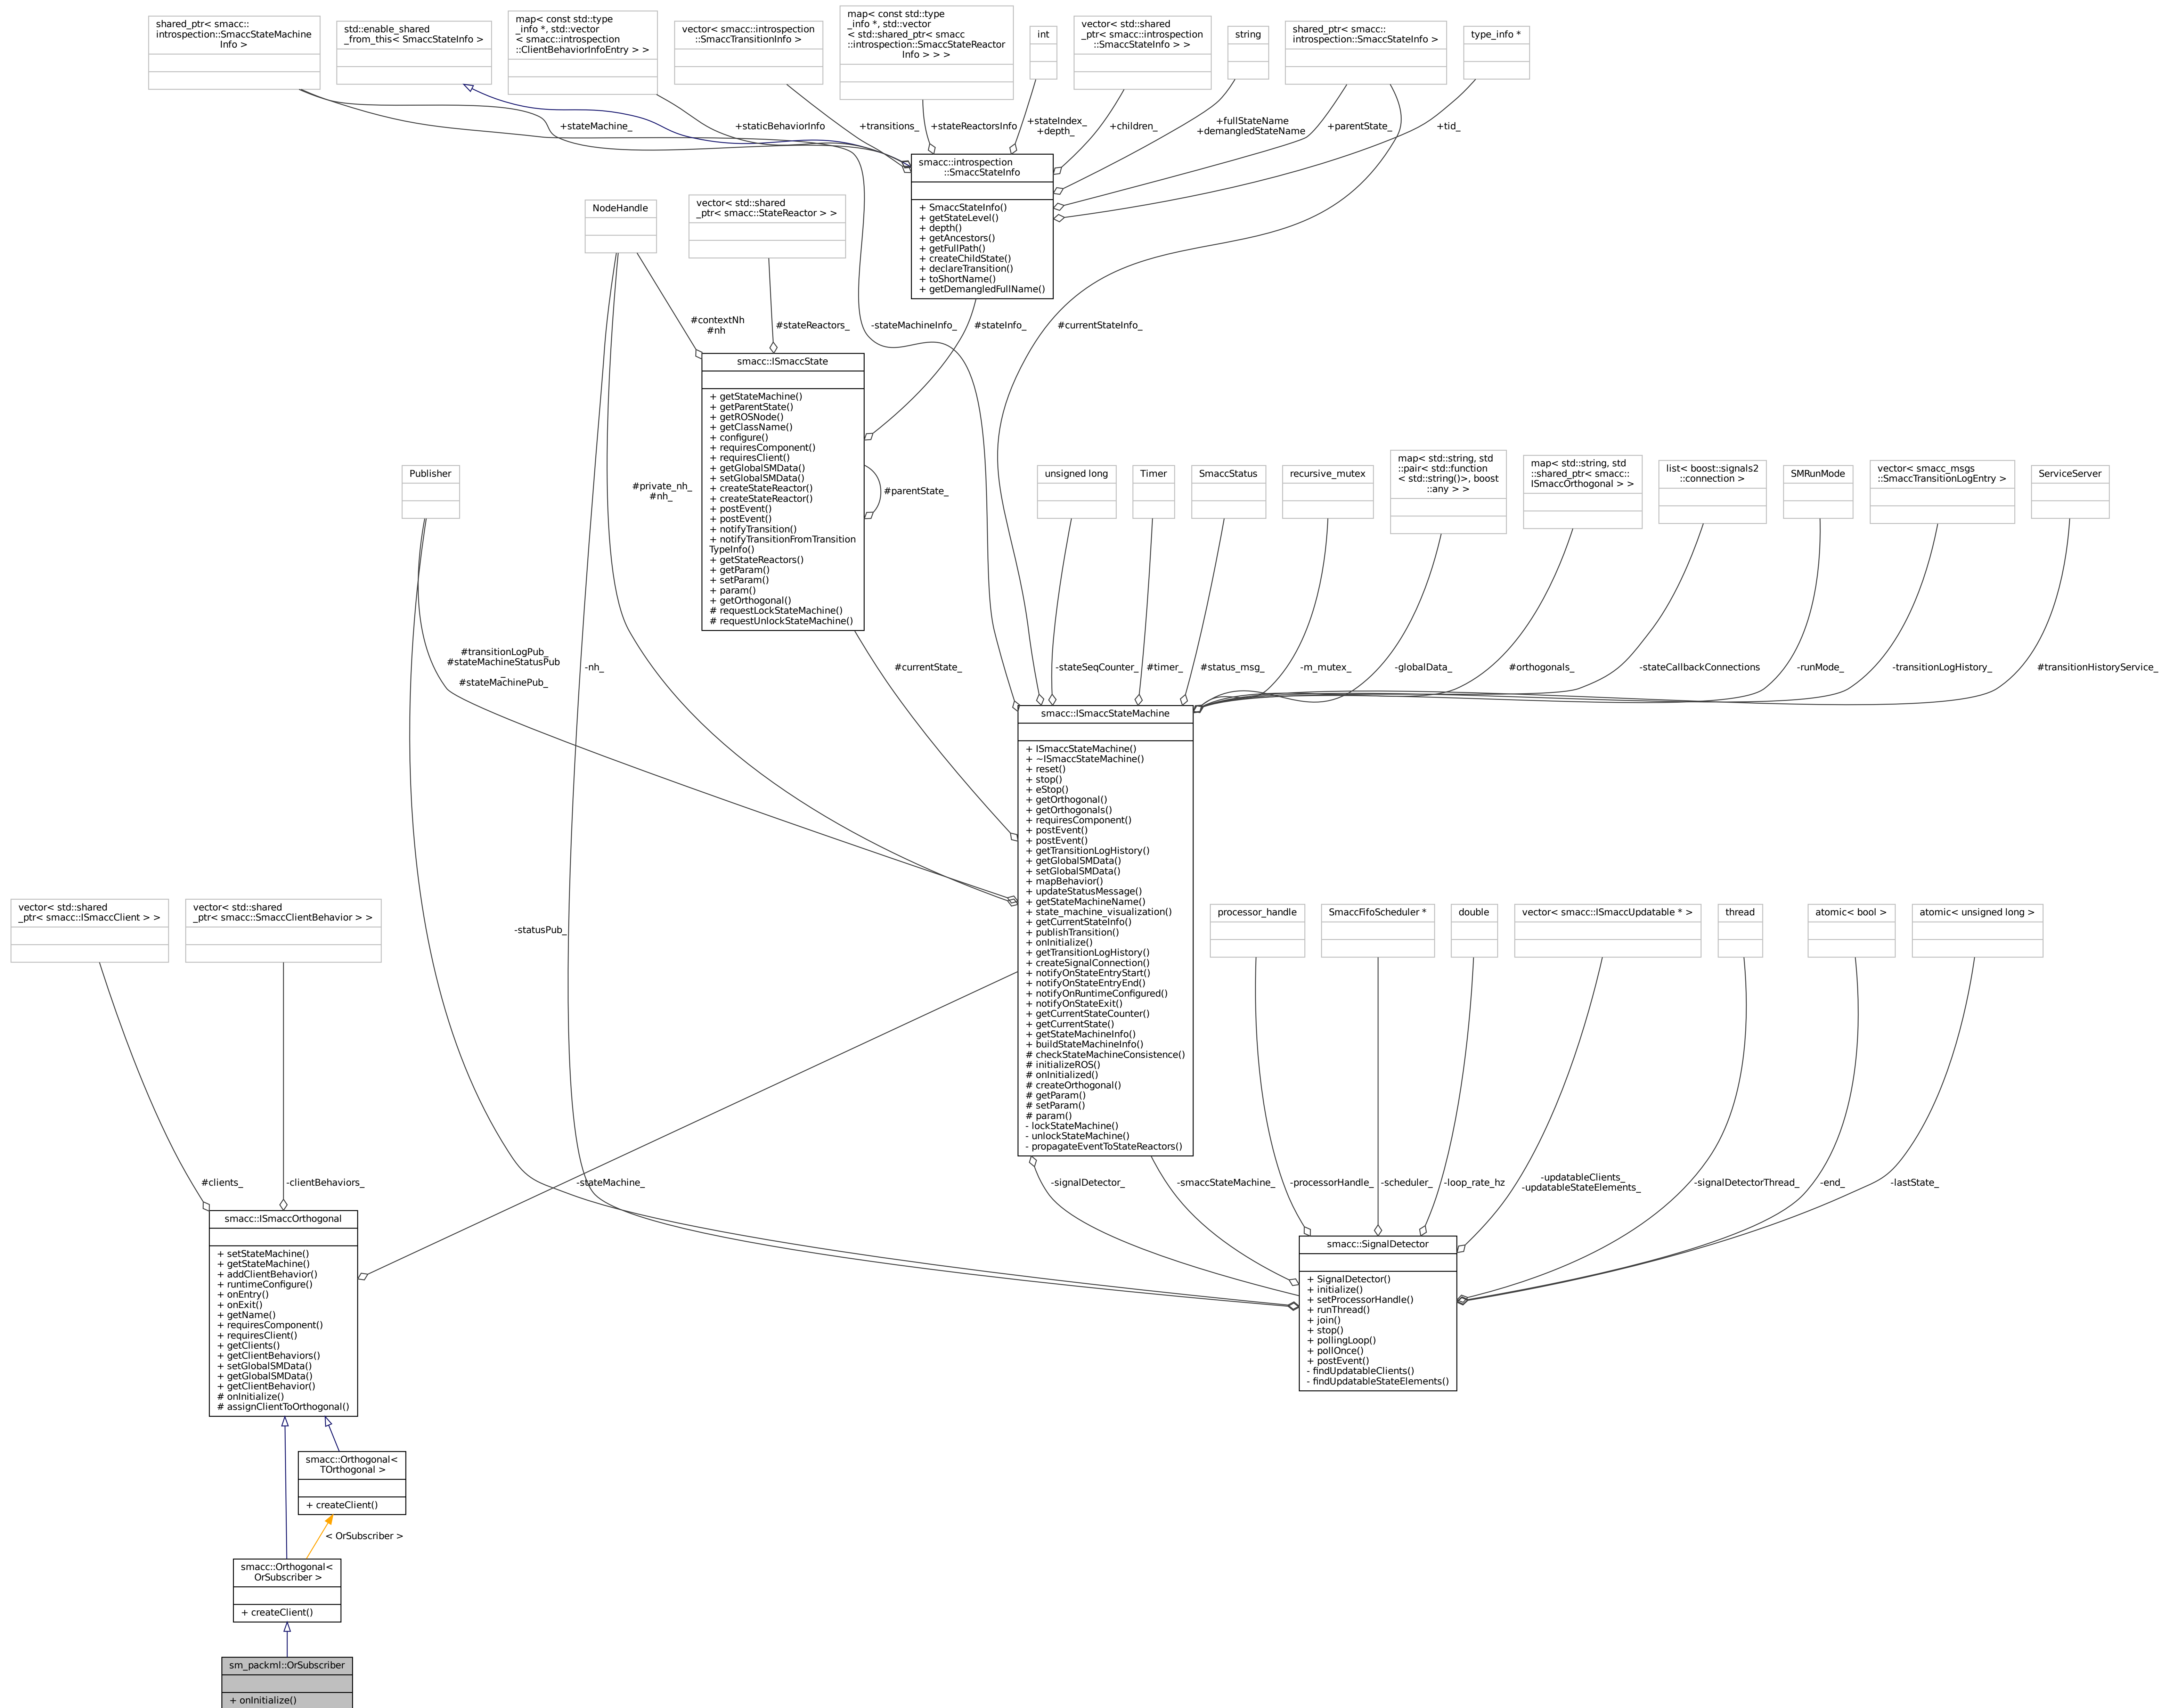 shared_ptr< smacc::
introspection::SmaccStateMachine
Info >
std::enable_shared
_from_this< SmaccStateInfo >
map< const std::type
_info *, std::vector
< smacc::introspection
::ClientBehaviorInfoEntry > >
vector< smacc::introspection
::SmaccTransitionInfo >
map< const std::type
_info *, std::vector
< std::shared_ptr< smacc
::introspection::SmaccStateReactor
Info > > >
int
vector< std::shared
_ptr< smacc::introspection
::SmaccStateInfo > >
string
shared_ptr< smacc::
introspection::SmaccStateInfo >
type_info *
+stateMachine_
+staticBehaviorInfo
+transitions_
+stateReactorsInfo
+stateIndex_
+depth_
+children_
+fullStateName
+demangledStateName
+parentState_
+tid_
smacc::introspection
::SmaccStateInfo
+ SmaccStateInfo()
+ getStateLevel()
+ depth()
+ getAncestors()
+ getFullPath()
+ createChildState()
+ declareTransition()
+ toShortName()
+ getDemangledFullName()
NodeHandle
vector< std::shared
_ptr< smacc::StateReactor > >
#contextNh
#nh
#stateReactors_
-stateMachineInfo_
#stateInfo_
#currentStateInfo_
smacc::ISmaccState
+ getStateMachine()
+ getParentState()
+ getROSNode()
+ getClassName()
+ configure()
+ requiresComponent()
+ requiresClient()
+ getGlobalSMData()
+ setGlobalSMData()
+ createStateReactor()
+ createStateReactor()
+ postEvent()
+ postEvent()
+ notifyTransition()
+ notifyTransitionFromTransition
TypeInfo()
+ getStateReactors()
+ getParam()
+ setParam()
+ param()
+ getOrthogonal()
# requestLockStateMachine()
# requestUnlockStateMachine()
#parentState_
Publisher
#private_nh_
#nh_
unsigned long
Timer
SmaccStatus
recursive_mutex
map< std::string, std
::pair< std::function
< std::string()>, boost
::any > >
map< std::string, std
::shared_ptr< smacc::
ISmaccOrthogonal > >
list< boost::signals2
::connection >
SMRunMode
vector< smacc_msgs
::SmaccTransitionLogEntry >
ServiceServer
#transitionLogPub_
#stateMachineStatusPub
_
#stateMachinePub_
-nh_
#currentState_
-stateSeqCounter_
#timer_
#status_msg_
-m_mutex_
-globalData_
#orthogonals_
-stateCallbackConnections
-runMode_
-transitionLogHistory_
#transitionHistoryService_
smacc::ISmaccStateMachine
+ ISmaccStateMachine()
+ ~ISmaccStateMachine()
+ reset()
+ stop()
+ eStop()
+ getOrthogonal()
+ getOrthogonals()
+ requiresComponent()
+ postEvent()
+ postEvent()
+ getTransitionLogHistory()
+ getGlobalSMData()
+ setGlobalSMData()
+ mapBehavior()
+ updateStatusMessage()
+ getStateMachineName()
+ state_machine_visualization()
+ getCurrentStateInfo()
+ publishTransition()
+ onInitialize()
+ getTransitionLogHistory()
+ createSignalConnection()
+ notifyOnStateEntryStart()
+ notifyOnStateEntryEnd()
+ notifyOnRuntimeConfigured()
+ notifyOnStateExit()
+ getCurrentStateCounter()
+ getCurrentState()
+ getStateMachineInfo()
+ buildStateMachineInfo()
# checkStateMachineConsistence()
# initializeROS()
# onInitialized()
# createOrthogonal()
# getParam()
# setParam()
# param()
- lockStateMachine()
- unlockStateMachine()
- propagateEventToStateReactors()
vector< std::shared
_ptr< smacc::ISmaccClient > >
vector< std::shared
_ptr< smacc::SmaccClientBehavior > >
-statusPub_
processor_handle
SmaccFifoScheduler *
double
vector< smacc::ISmaccUpdatable * >
thread
atomic< bool >
atomic< unsigned long >
#clients_
-clientBehaviors_
-stateMachine_
-signalDetector_
-smaccStateMachine_
-processorHandle_
-scheduler_
-loop_rate_hz
-updatableClients_
-updatableStateElements_
-signalDetectorThread_
-end_
-lastState_
smacc::ISmaccOrthogonal
+ setStateMachine()
+ getStateMachine()
+ addClientBehavior()
+ runtimeConfigure()
+ onEntry()
+ onExit()
+ getName()
+ requiresComponent()
+ requiresClient()
+ getClients()
+ getClientBehaviors()
+ setGlobalSMData()
+ getGlobalSMData()
+ getClientBehavior()
# onInitialize()
# assignClientToOrthogonal()
smacc::SignalDetector
+ SignalDetector()
+ initialize()
+ setProcessorHandle()
+ runThread()
+ join()
+ stop()
+ pollingLoop()
+ pollOnce()
+ postEvent()
- findUpdatableClients()
- findUpdatableStateElements()
smacc::Orthogonal<
TOrthogonal >
+ createClient()
< OrSubscriber >
smacc::Orthogonal<
OrSubscriber >
+ createClient()
sm_packml::OrSubscriber
+ onInitialize()